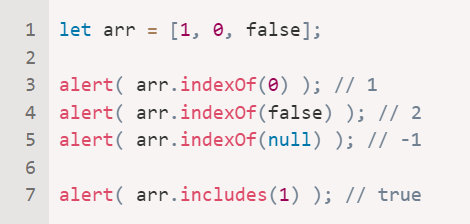 1 let arr = [1, 0, false];
2
3 alert( arr.indexOf(0) ); // 1
4 alert( arr.indexOf(false) ); // 2
5 alert( arr.indexOf(null) ); // -1
6
7 alert( arr.includes(1) ); // true